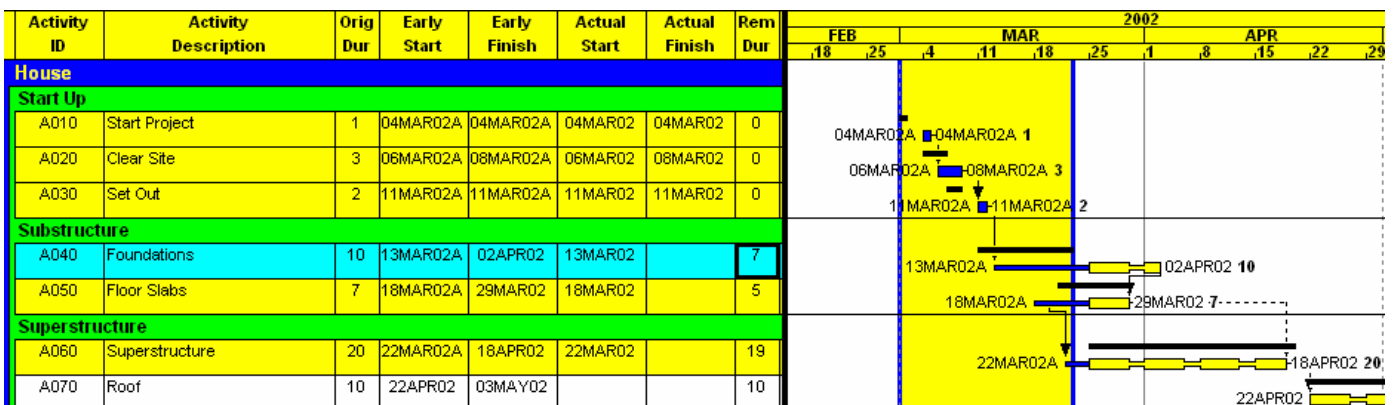 Activity ID Activity Description Orig Dur Early Start Early Finish Actual Start Actual Finish Rem Dur
2002
FEB MAR APR
18 25 4 11 18 25 1 8 15 22 29
House
Start Up
A010 Start Project 1 04MAR02A 04MAR02A 04MAR02 04MAR02 0 04MAR02A 04MAR02A 1
A020 Clear Site 3 06MAR02A 08MAR02A 06MAR02 08MAR02 0 06MAR02A 08MAR02A 3
A030 Set Out 2 11MAR02A 11MAR02A 11MAR02 11MAR02 0 11MAR02A 11MAR02A 2
Substructure
A040 Foundations 10 13MAR02A 02APR02 13MAR02 7 13MAR02A 02APR02 10
A050 Floor Slabs 7 18MAR02A 29MAR02 18MAR02 5 18MAR02A 29MAR02 7
Superstructure
A060 Superstructure 20 22MAR02A 18APR02 22MAR02 19 22MAR02A 18APR02 20
A070 Roof 10 22APR02 03MAY02 10 22APR02